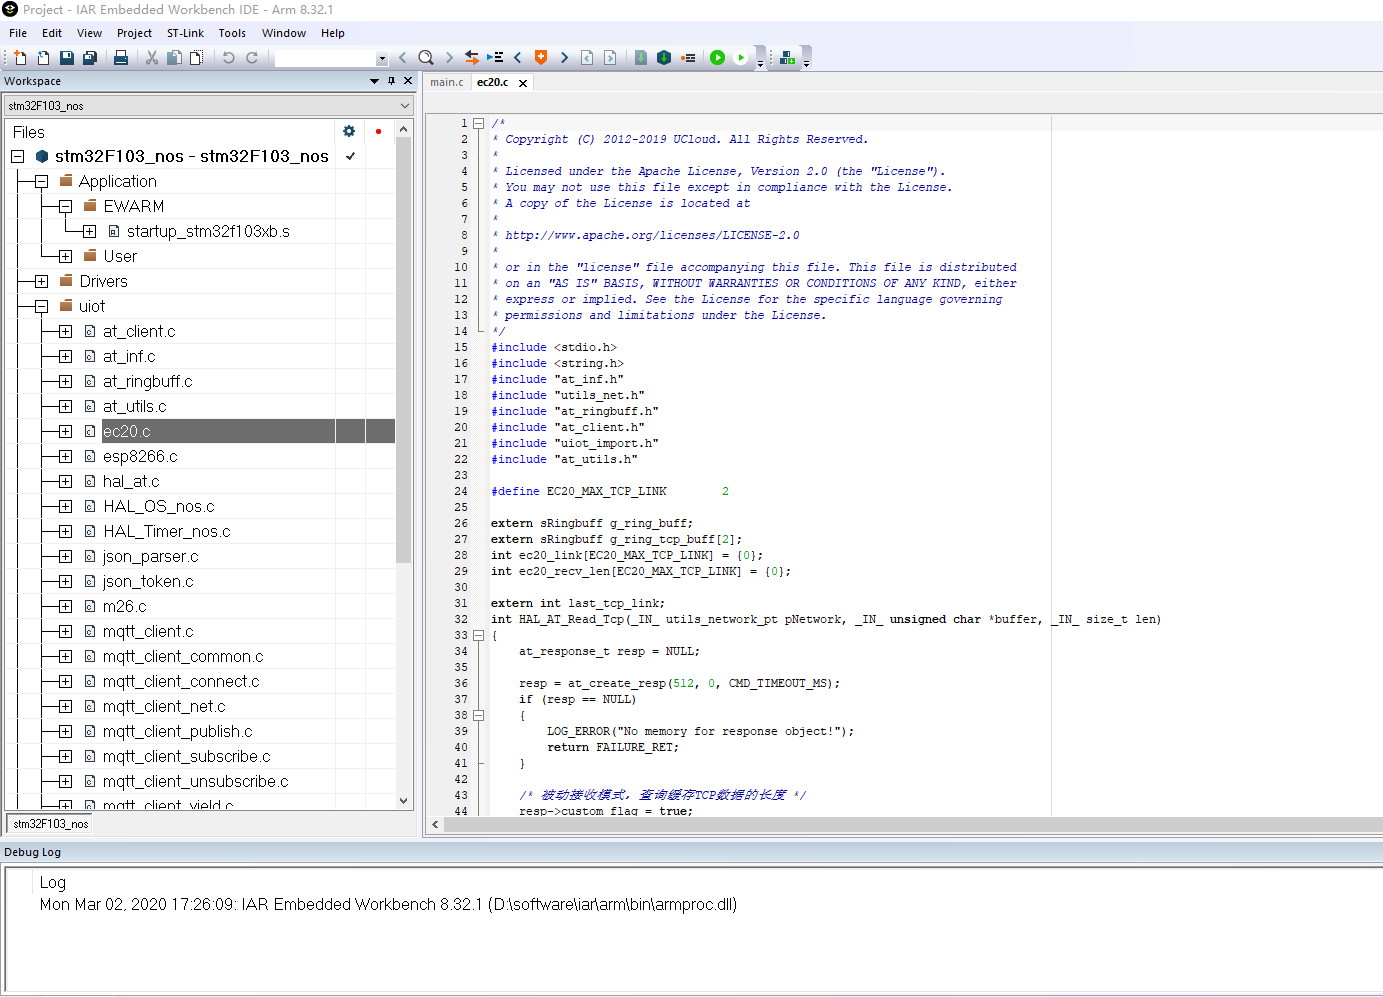 Project - IAR Embedded Workbench IDE - Arm 8.32.1
File Edit View Project ST-Link Tools Window Help
Workspace
stm32F103_nos
Files
stm32F103_nos - stm32F103_nos
Application
EWARM
startup_stm32f103xb.s
User
Drivers
uiot
at_client.c
at_inf.c
at_ringbuff.c
at_utils.c
ec20.c
esp8266.c
hal_at.c
HAL_OS_nos.c
HAL_Timer_nos.c
json_parser.c
json_token.c
m26.c
mqtt_client.c
mqtt_client_common.c
mqtt_client_connect.c
mqtt_client_net.c
mqtt_client_publish.c
mqtt_client_subscribe.c
mqtt_client_unsubscribe.c
mqtt_client_yield.c
stm32F103_nos
main.c ec20.c
1 /*
2 * Copyright (C) 2012-2019 UCloud. All Rights Reserved.
3 *
4 * Licensed under the Apache License, Version 2.0 (the "License").
5 * You may not use this file except in compliance with the License.
6 * A copy of the License is located at
7 *
8 * http://www.apache.org/licenses/LICENSE-2.0
9 *
10 * or in the "license" file accompanying this file. This file is distributed
11 * on an "AS IS" BASIS, WITHOUT WARRANTIES OR CONDITIONS OF ANY KIND, either
12 * express or implied. See the License for the specific language governing
13 * permissions and limitations under the License.
14 */
15 #include <stdio.h>
16 #include <string.h>
17 #include "at_inf.h"
18 #include "utils_net.h"
19 #include "at_ringbuff.h"
20 #include "at_client.h"
21 #include "uiot_import.h"
22 #include "at_utils.h"
23
24 #define EC20_MAX_TCP_LINK 2
25
26 extern sRingbuff g_ring_buff;
27 extern sRingbuff g_ring_tcp_buff[2];
28 int ec20_link[EC20_MAX_TCP_LINK] = {0};
29 int ec20_recv_len[EC20_MAX_TCP_LINK] = {0};
30
31 extern int last_tcp_link;
32 int HAL_AT_Read_Tcp(_IN_ utils_network_pt pNetwork, _IN_ unsigned char *buffer, _IN_ size_t len)
33 {
34 at_response_t resp = NULL;
35
36 resp = at_create_resp(512, 0, CMD_TIMEOUT_MS);
37 if (resp == NULL)
38 {
39 LOG_ERROR("No memory for response object!");
40 return FAILURE_RET;
41 }
42
43 /* 被动接收模式，查询缓存TCP数据的长度 */
44 resp->custom_flag = true;
Debug Log
Log
Mon Mar 02, 2020 17:26:09: IAR Embedded Workbench 8.32.1 (D:\software\iar\arm\bin\armproc.dll)